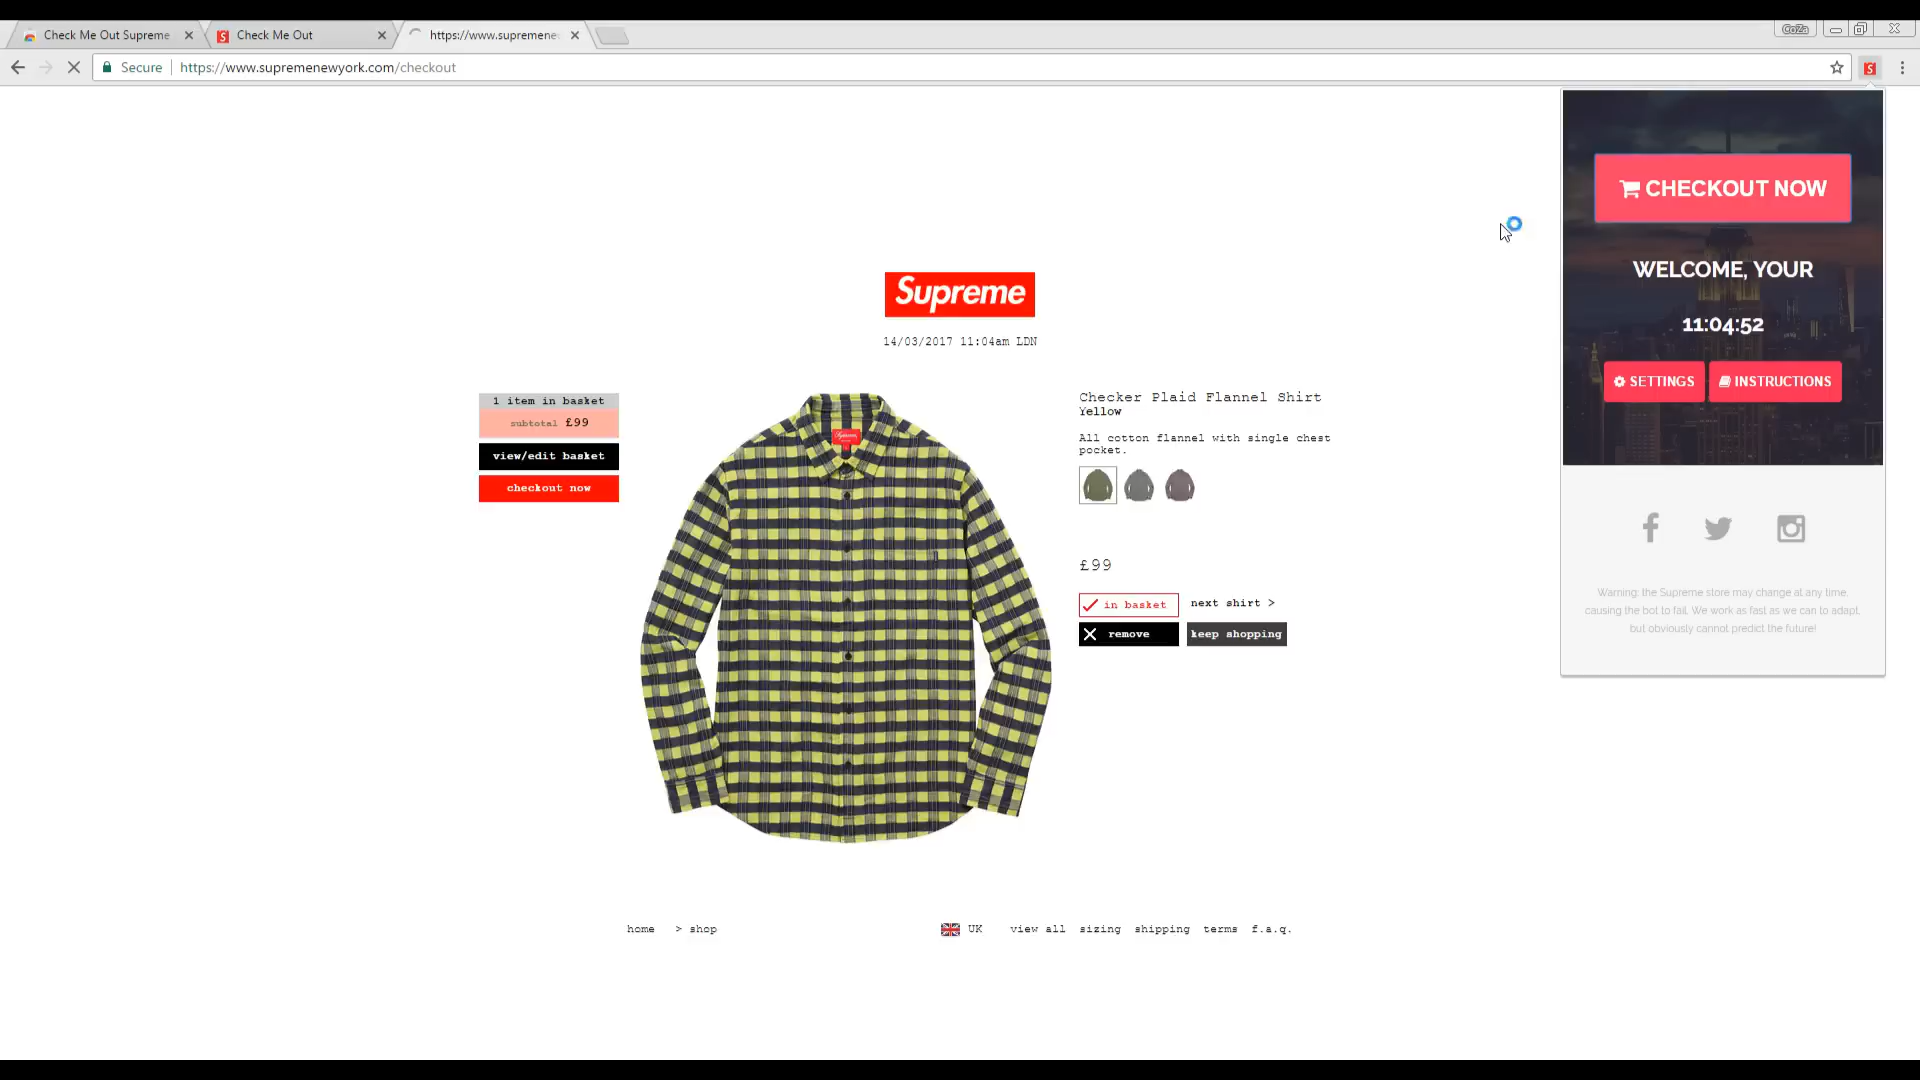 Check Me Out Supreme
Check Me Out
https://www.supremene
CoZa
Secure
https://www.supremenewyork.com/checkout
CHECKOUT NOW
WELCOME, YOUR
11:04:52
SETTINGS
INSTRUCTIONS
Warning: the Supreme store may change at any time,
causing the bot to fail. We work as fast as we can to adapt,
but obviously cannot predict the future!
Supreme
14/03/2017 11:04am LDN
1 item in basket
subtotal £99
view/edit basket
checkout now
Supreme
Checker Plaid Flannel Shirt
Yellow
All cotton flannel with single chest
pocket.
£99
in basket
next shirt >
remove
keep shopping
home > shop
UK view all sizing shipping terms f.a.q.